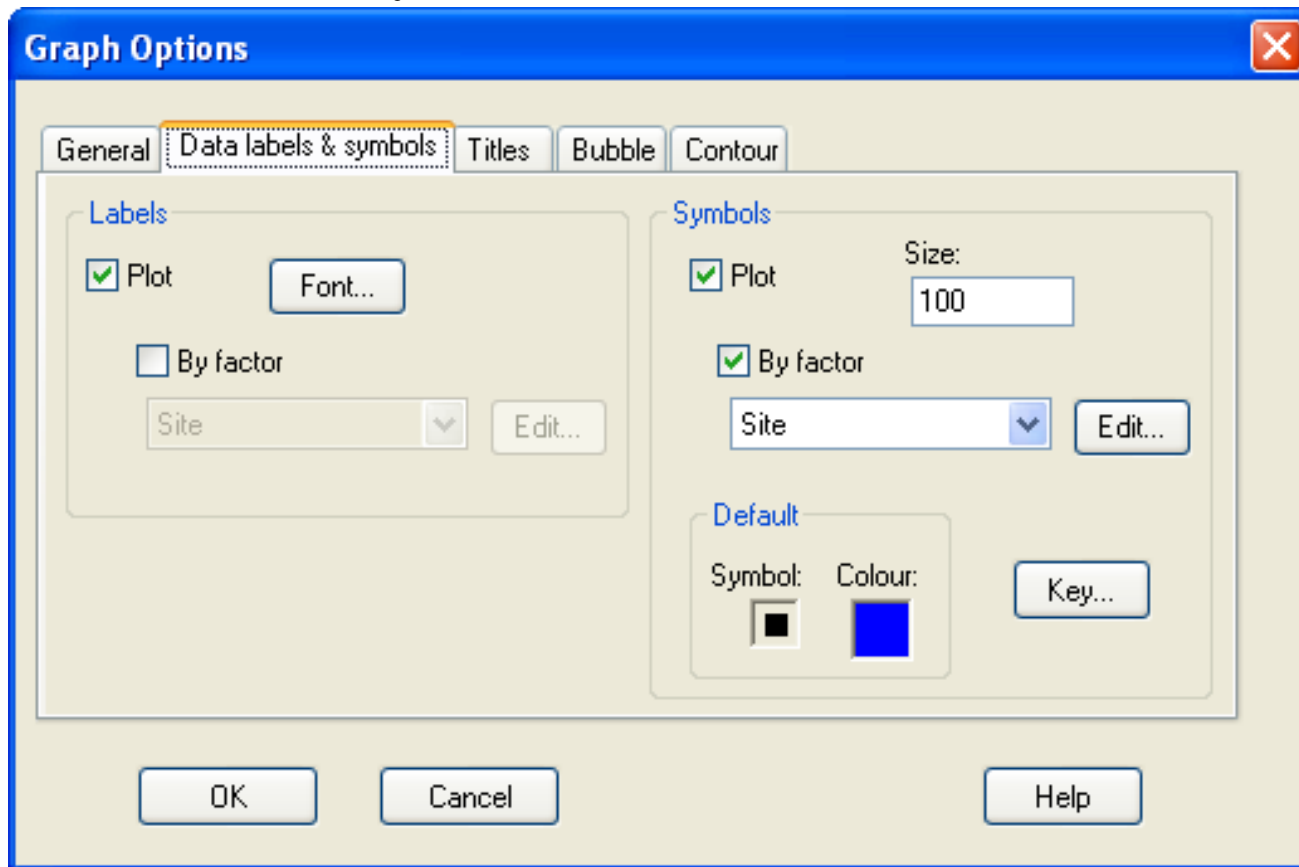 Graph Options
General Data labels & symbols Titles Bubble Contour
Labels
Plot Font...
By factor
Site Edit...
Symbols
Plot Size:
100
By factor
Site Edit...
Default
Symbol: Colour:
Key...
OK Cancel Help